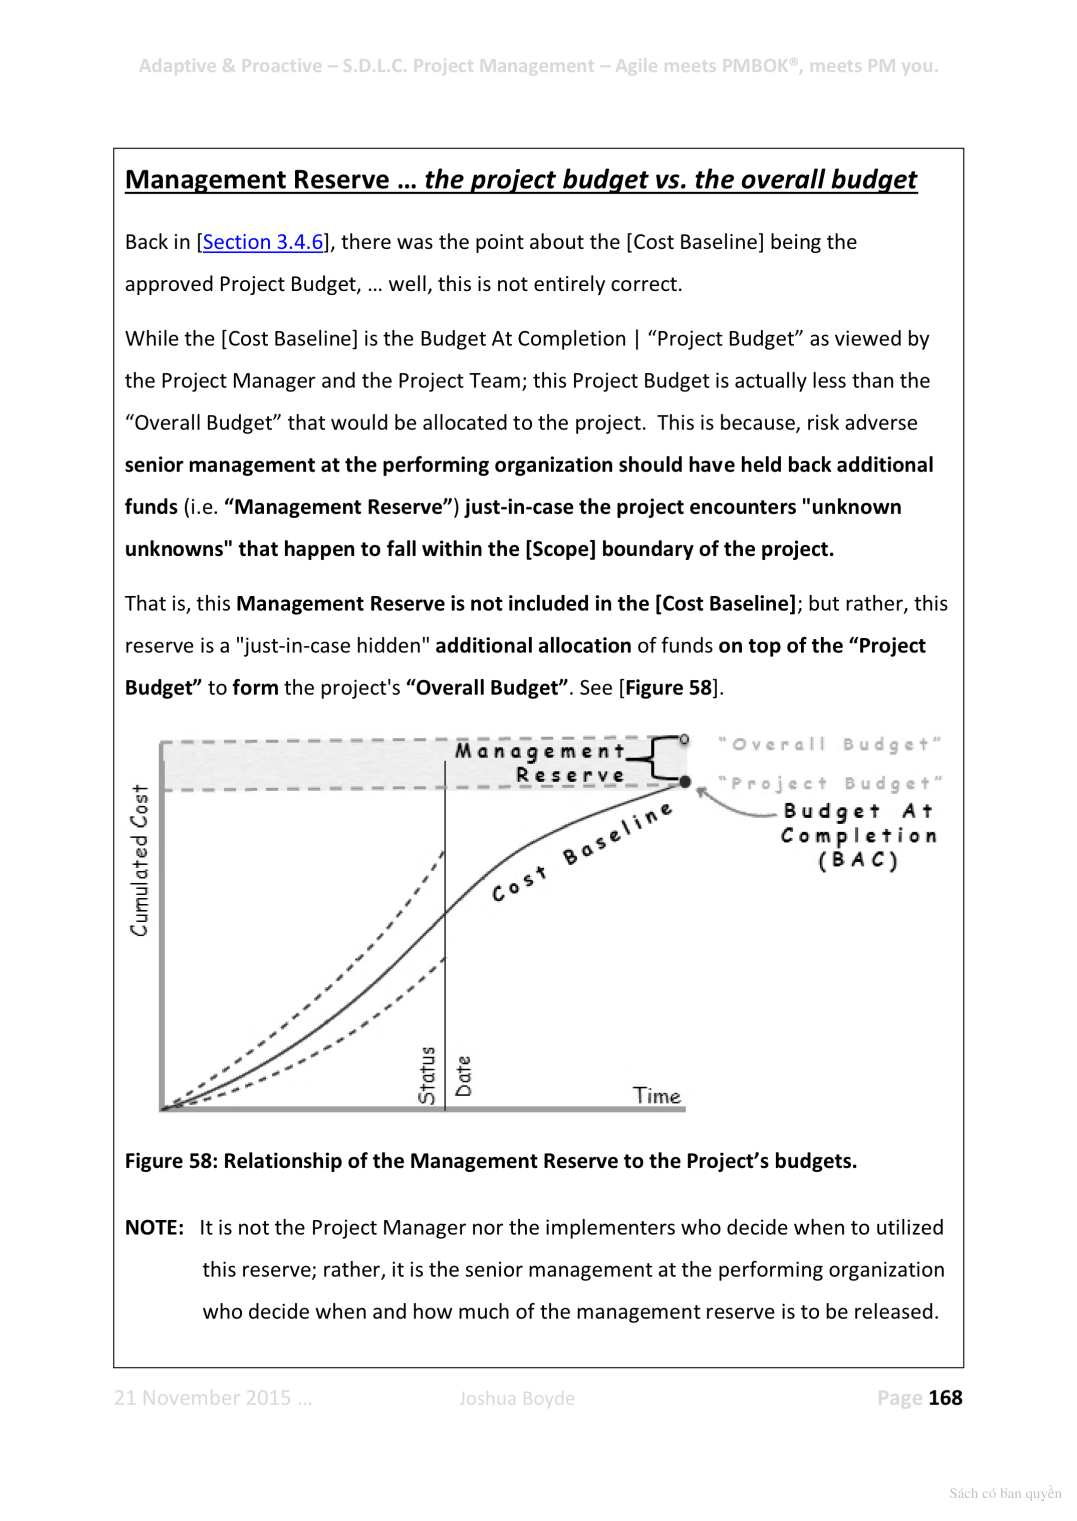 Adaptive & Proactive – S.D.L.C. Project Management – Agile meets PMBOK®, meets PM you.
Management Reserve … the project budget vs. the overall budget
Back in [Section 3.4.6], there was the point about the [Cost Baseline] being the
approved Project Budget, … well, this is not entirely correct.
While the [Cost Baseline] is the Budget At Completion | “Project Budget” as viewed by
the Project Manager and the Project Team; this Project Budget is actually less than the
“Overall Budget” that would be allocated to the project.  This is because, risk adverse
senior management at the performing organization should have held back additional
funds (i.e. “Management Reserve”) just-in-case the project encounters "unknown
unknowns" that happen to fall within the [Scope] boundary of the project.
That is, this Management Reserve is not included in the [Cost Baseline]; but rather, this
reserve is a "just-in-case hidden" additional allocation of funds on top of the “Project
Budget” to form the project's “Overall Budget”. See [Figure 58].
Management
Reserve
"Overall Budget"
"Project Budget"
Budget At
Completion
(BAC)
Cost Baseline
Cumulated Cost
Status
Date
Time
Figure 58: Relationship of the Management Reserve to the Project’s budgets.
NOTE: It is not the Project Manager nor the implementers who decide when to utilized
this reserve; rather, it is the senior management at the performing organization
who decide when and how much of the management reserve is to be released.
21 November 2015 … Joshua Boyde Page 168
Sách có bản quyền